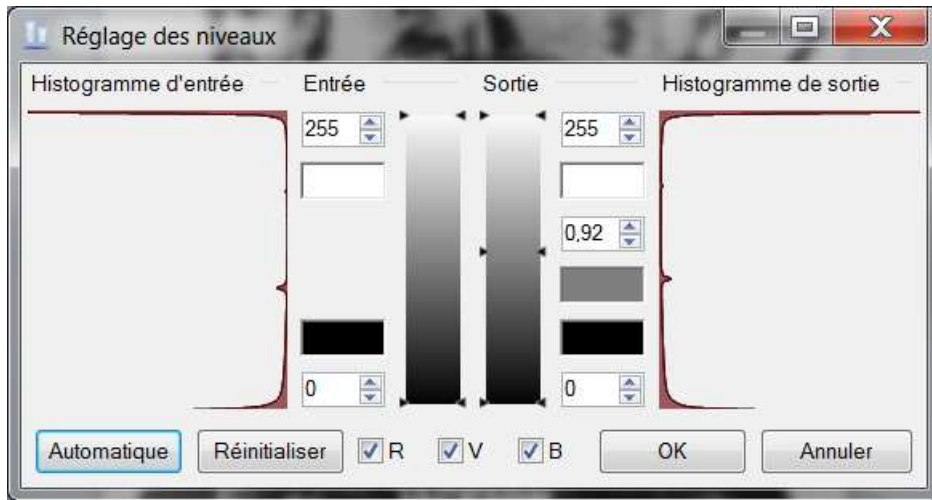 Réglage des niveaux
Histogramme d'entrée Entrée Sortie Histogramme de sortie
255 255
0,92
0 0
Automatique Réinitialiser R V B OK Annuler